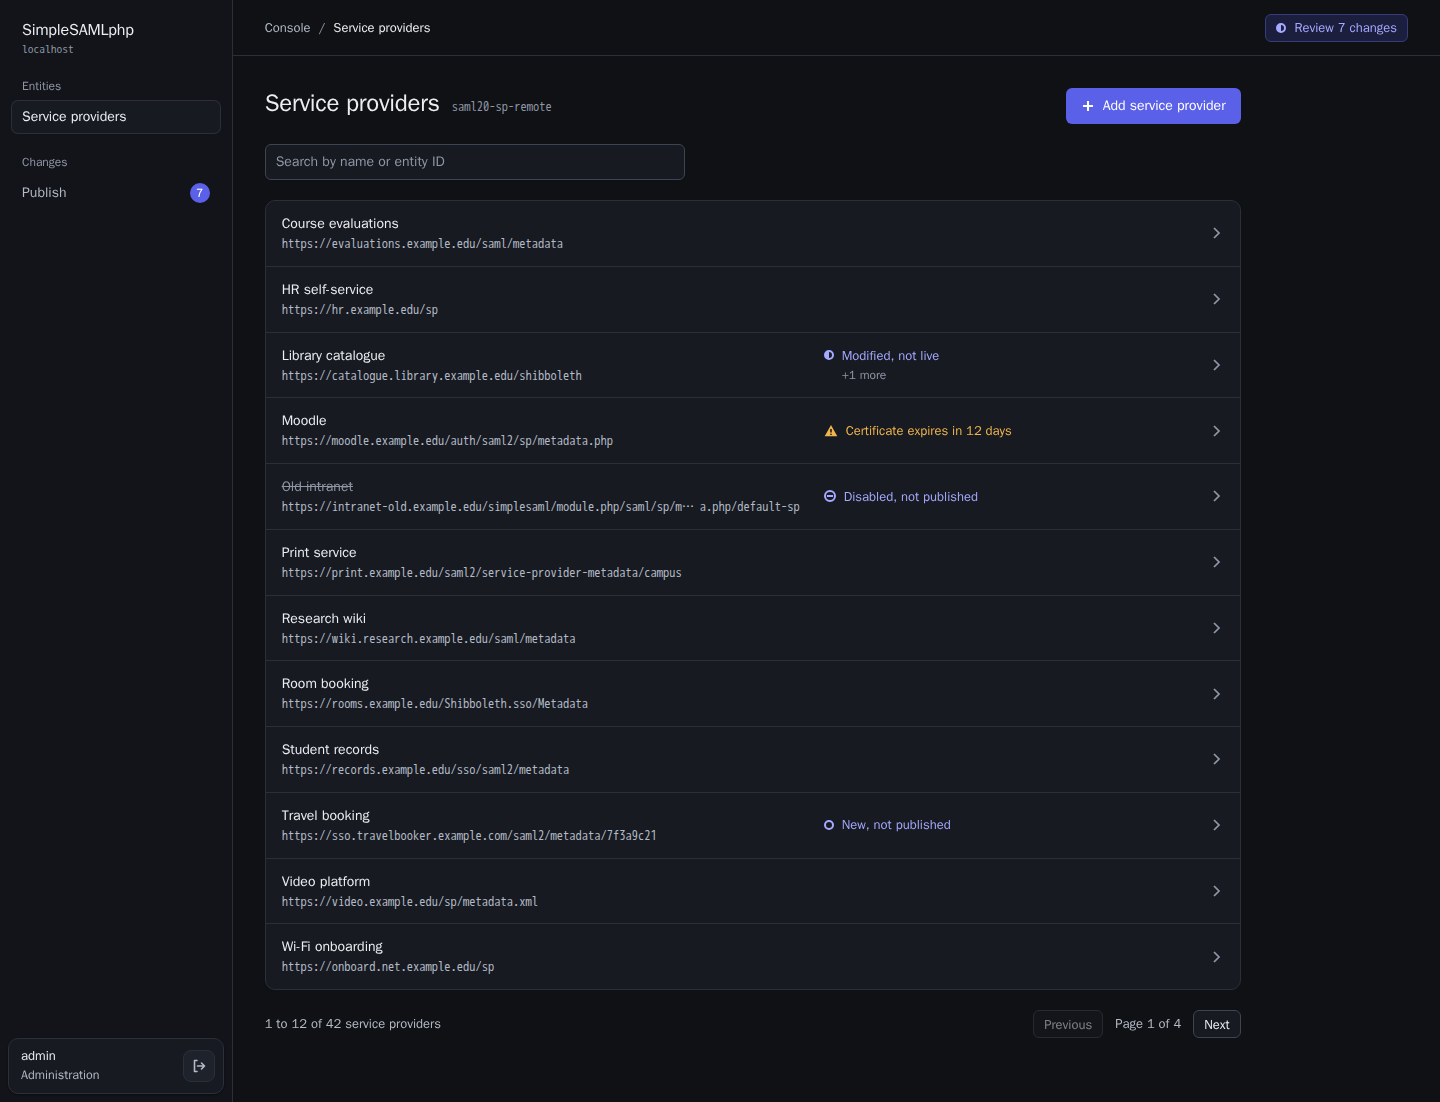 SimpleSAMLphp
localhost
Entities
Service providers
Changes
Publish 7
admin
Administration
Console / Service providers
Review 7 changes
Service providers saml20-sp-remote
Add service provider
Search by name or entity ID
Course evaluations
https://evaluations.example.edu/saml/metadata
HR self-service
https://hr.example.edu/sp
Library catalogue
https://catalogue.library.example.edu/shibboleth
Modified, not live
+1 more
Moodle
https://moodle.example.edu/auth/saml2/sp/metadata.php
Certificate expires in 12 days
Old intranet
https://intranet-old.example.edu/simplesaml/module.php/saml/sp/m… a.php/default-sp
Disabled, not published
Print service
https://print.example.edu/saml2/service-provider-metadata/campus
Research wiki
https://wiki.research.example.edu/saml/metadata
Room booking
https://rooms.example.edu/Shibboleth.sso/Metadata
Student records
https://records.example.edu/sso/saml2/metadata
Travel booking
https://sso.travelbooker.example.com/saml2/metadata/7f3a9c21
New, not published
Video platform
https://video.example.edu/sp/metadata.xml
Wi-Fi onboarding
https://onboard.net.example.edu/sp
1 to 12 of 42 service providers
Previous Page 1 of 4 Next